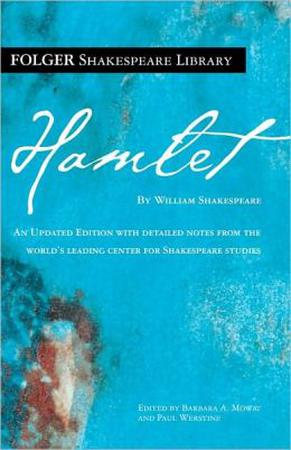 FOLGER SHAKESPEARE LIBRARY
Hamlet
BY WILLIAM SHAKESPEARE
AN UPDATED EDITION WITH DETAILED NOTES FROM THE
WORLD'S LEADING CENTER FOR SHAKESPEARE STUDIES
EDITED BY BARBARA A. MOWAT
AND PAUL WERSTINE